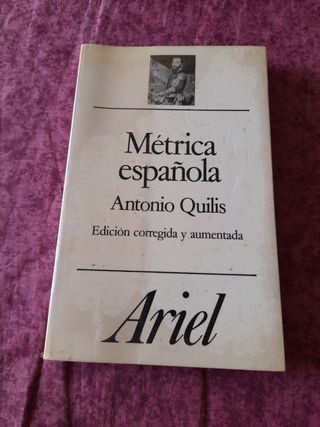 Métrica
española
Antonio Quilis
Edición corregida y aumentada
Ariel